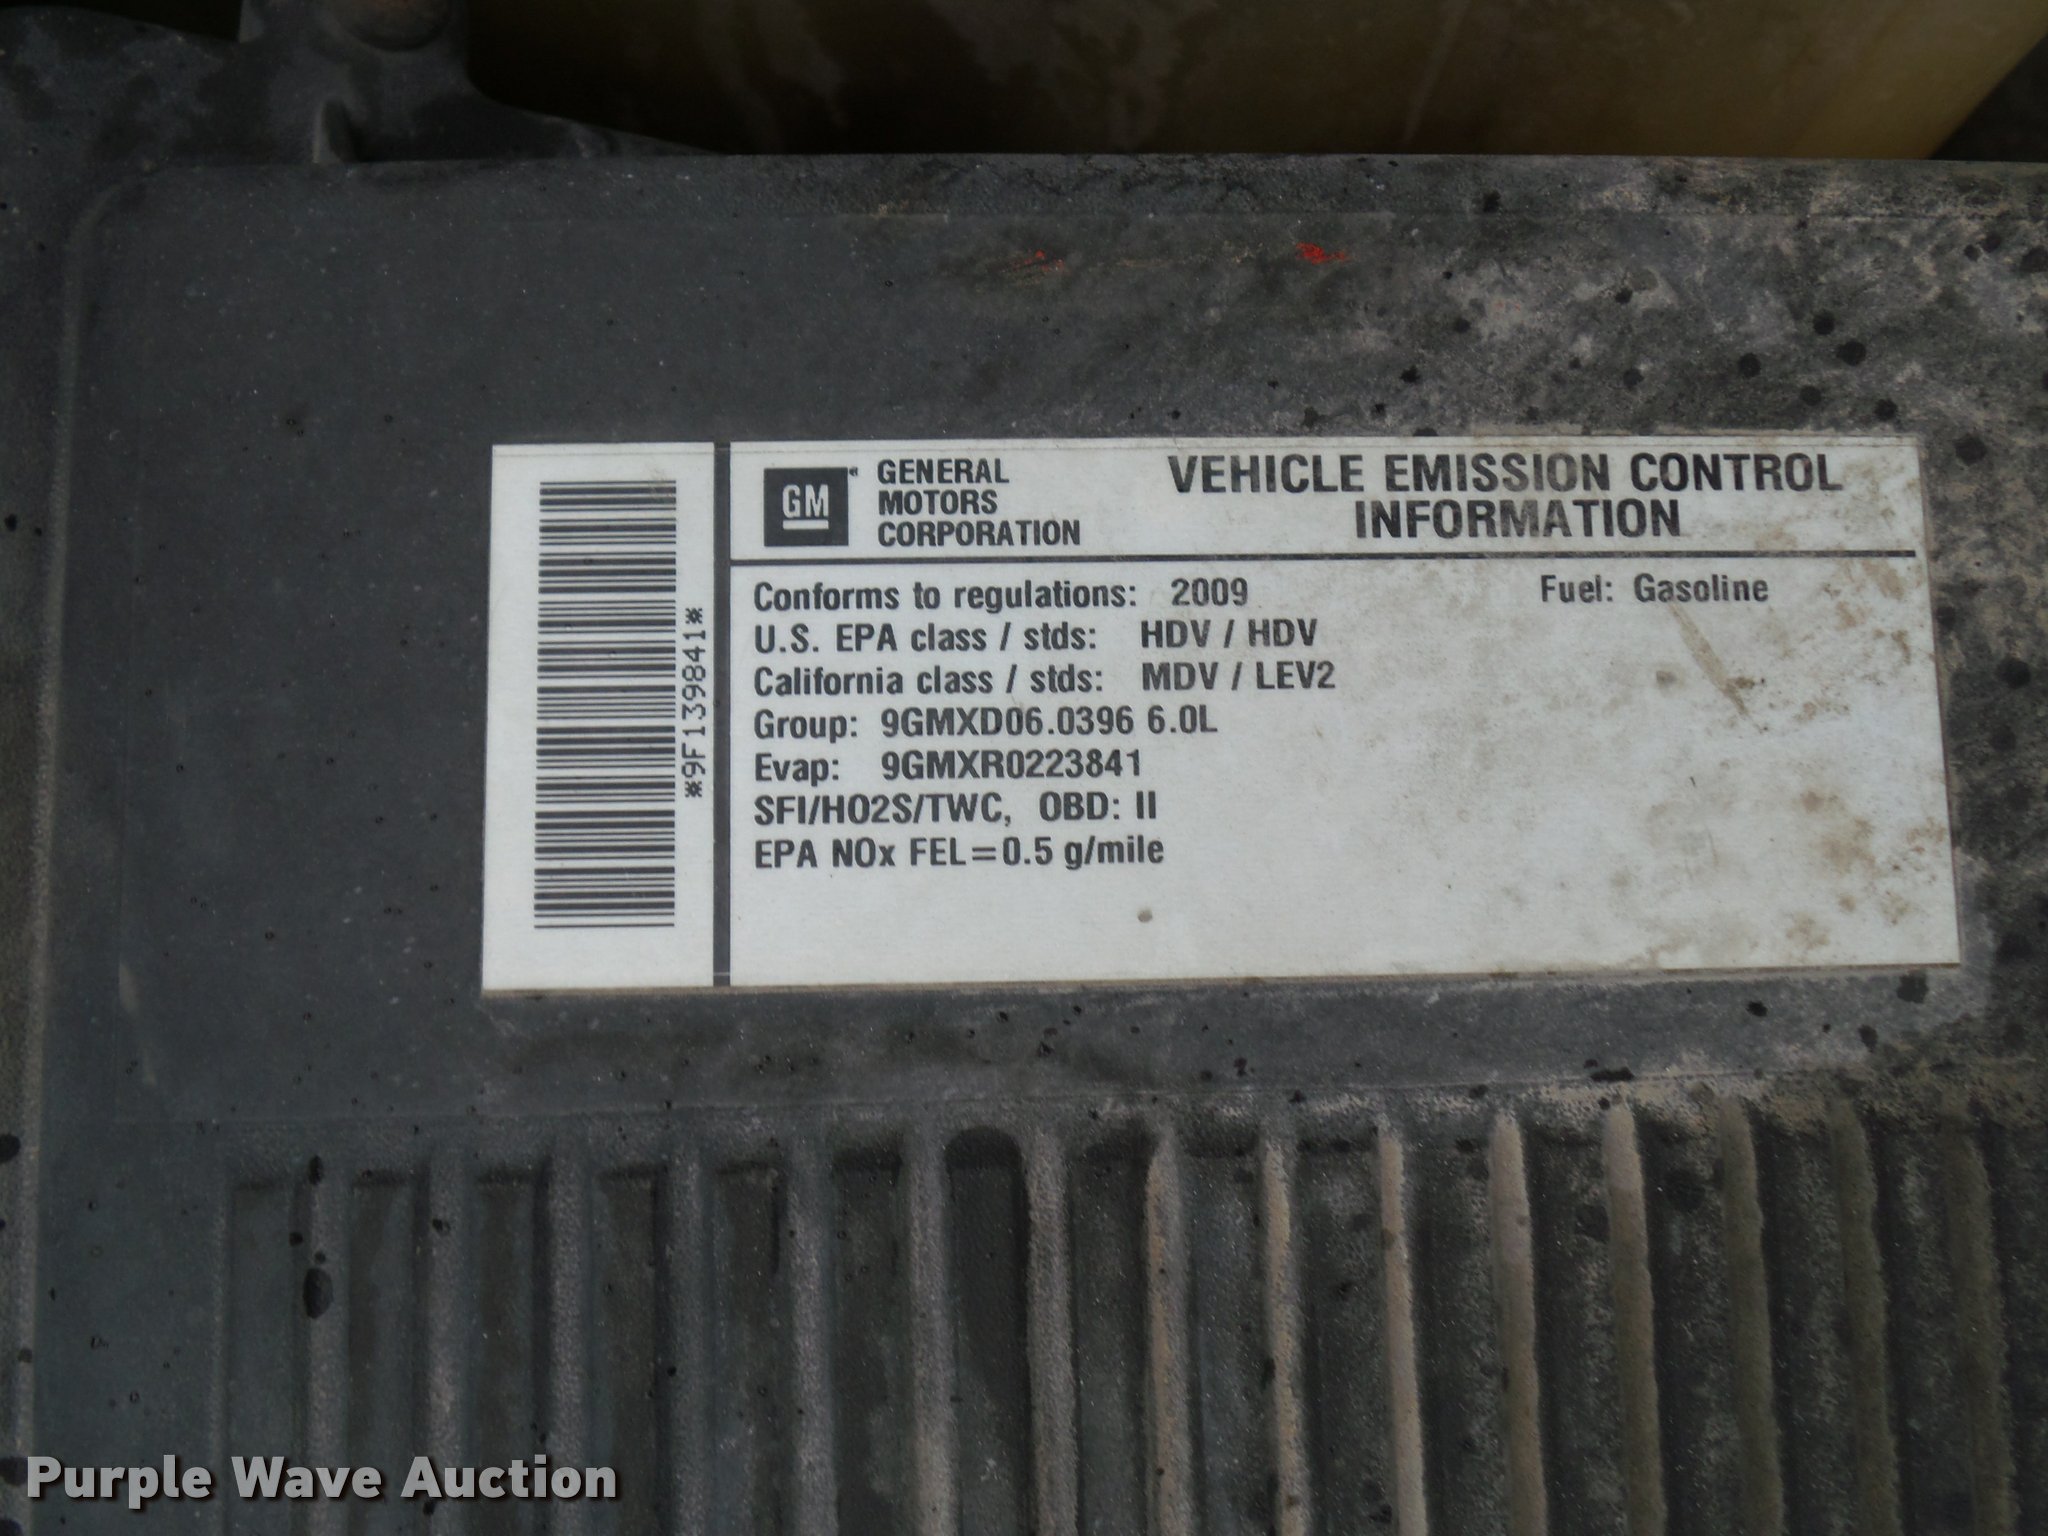 *9F139841*
GM
GENERAL
MOTORS
CORPORATION
VEHICLE EMISSION CONTROL
INFORMATION
Conforms to regulations: 2009 Fuel: Gasoline
U.S. EPA class / stds: HDV / HDV
California class / stds: MDV / LEV2
Group: 9GMXD06.0396 6.0L
Evap: 9GMXR0223841
SFI/HO2S/TWC, OBD: II
EPA NOx FEL=0.5 g/mile
Purple Wave Auction